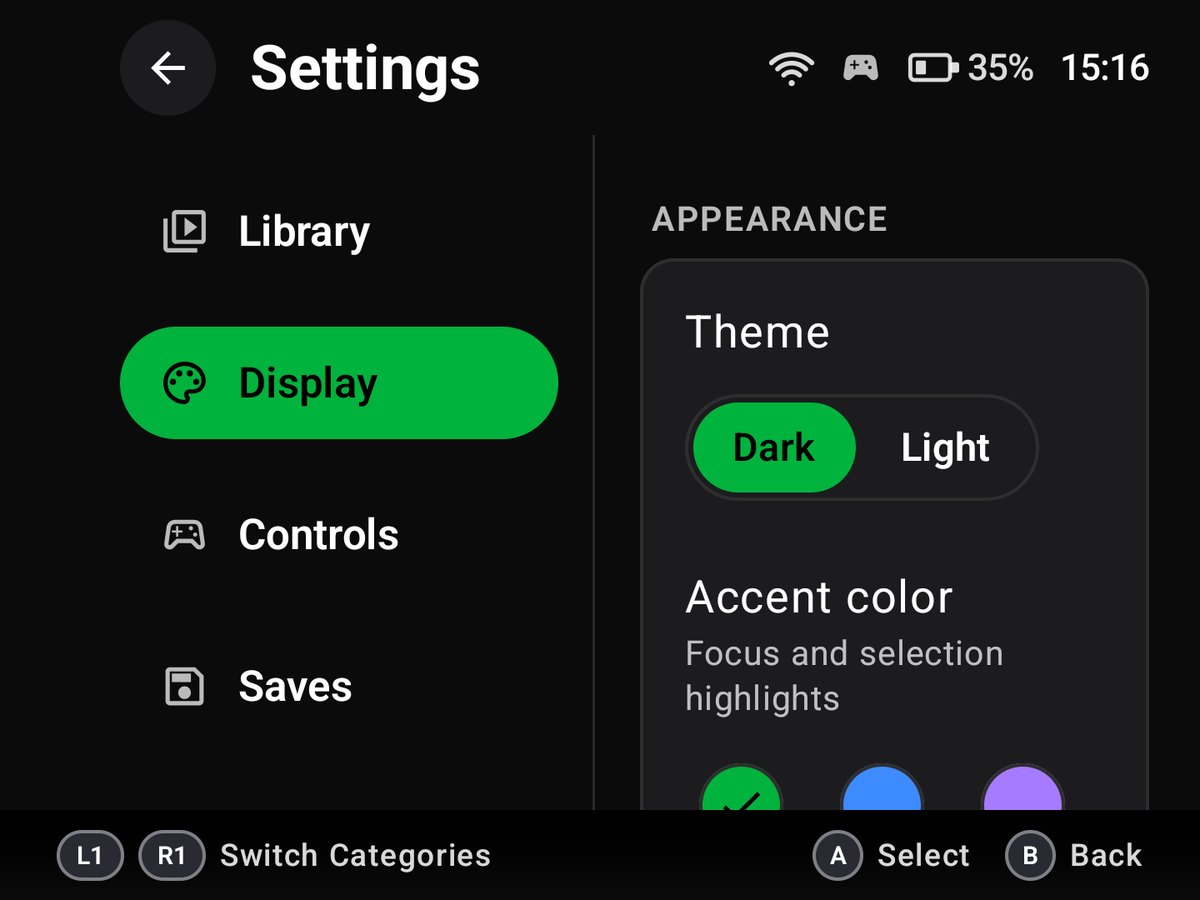 Settings
35% 15:16
Library
Display
Controls
Saves
APPEARANCE
Theme
Dark Light
Accent color
Focus and selection
highlights
L1 R1 Switch Categories
A Select B Back